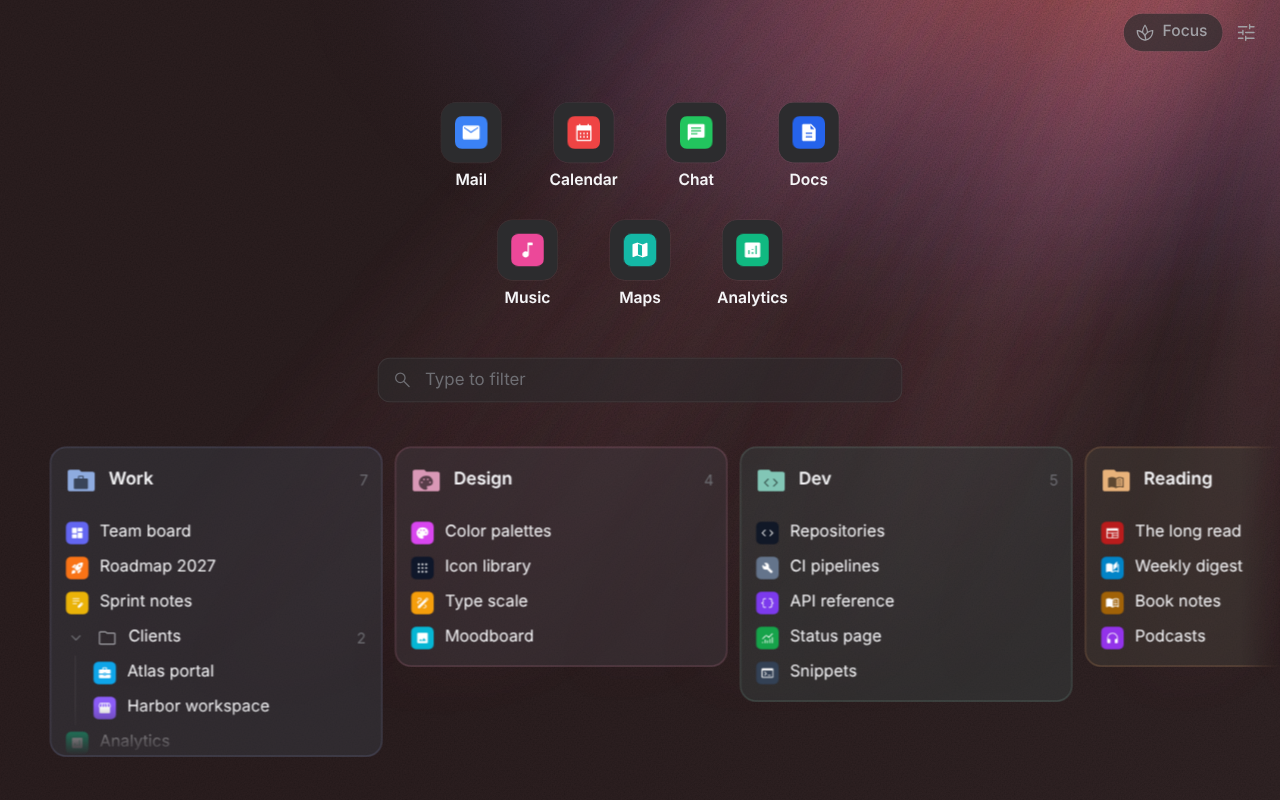 Focus
Mail Calendar Chat Docs
Music Maps Analytics
Type to filter
Work 7
Team board
Roadmap 2027
Sprint notes
Clients 2
Atlas portal
Harbor workspace
Analytics
Design 4
Color palettes
Icon library
Type scale
Moodboard
Dev 5
Repositories
CI pipelines
API reference
Status page
Snippets
Reading
The long read
Weekly digest
Book notes
Podcasts